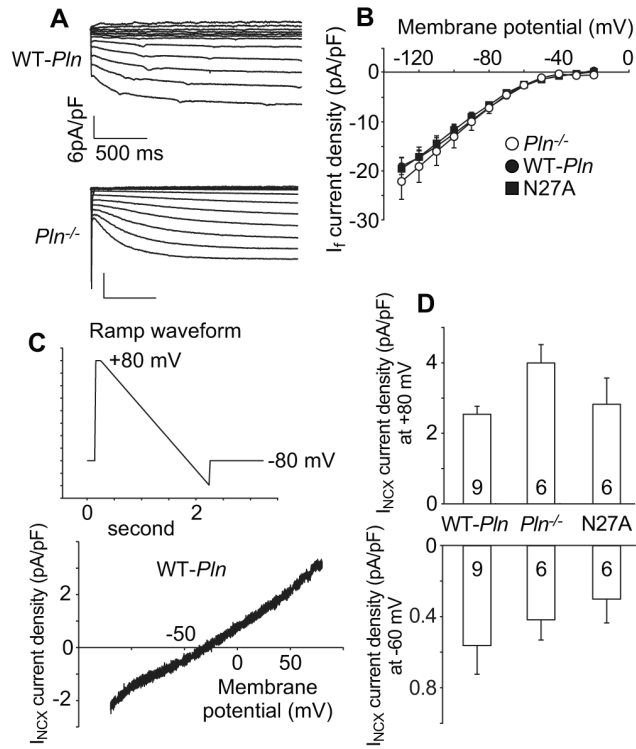 A
WT-Pln
6pA/pF
500 ms
Pln-/-
B
Membrane potential (mV)
-120 -80 -40 0
0
-10
-20
-30
If current density (pA/pF)
Pln-/-
WT-Pln
N27A
C
Ramp waveform
+80 mV
-80 mV
0 2
second
WT-Pln
INCX current density (pA/pF)
2
0
-2
-50 0 50
Membrane
potential (mV)
D
INCX current density (pA/pF)
at +80 mV
4
2
0
9 6 6
WT-Pln Pln-/- N27A
INCX current density (pA/pF)
at -60 mV
0
0.4
0.8
9 6 6